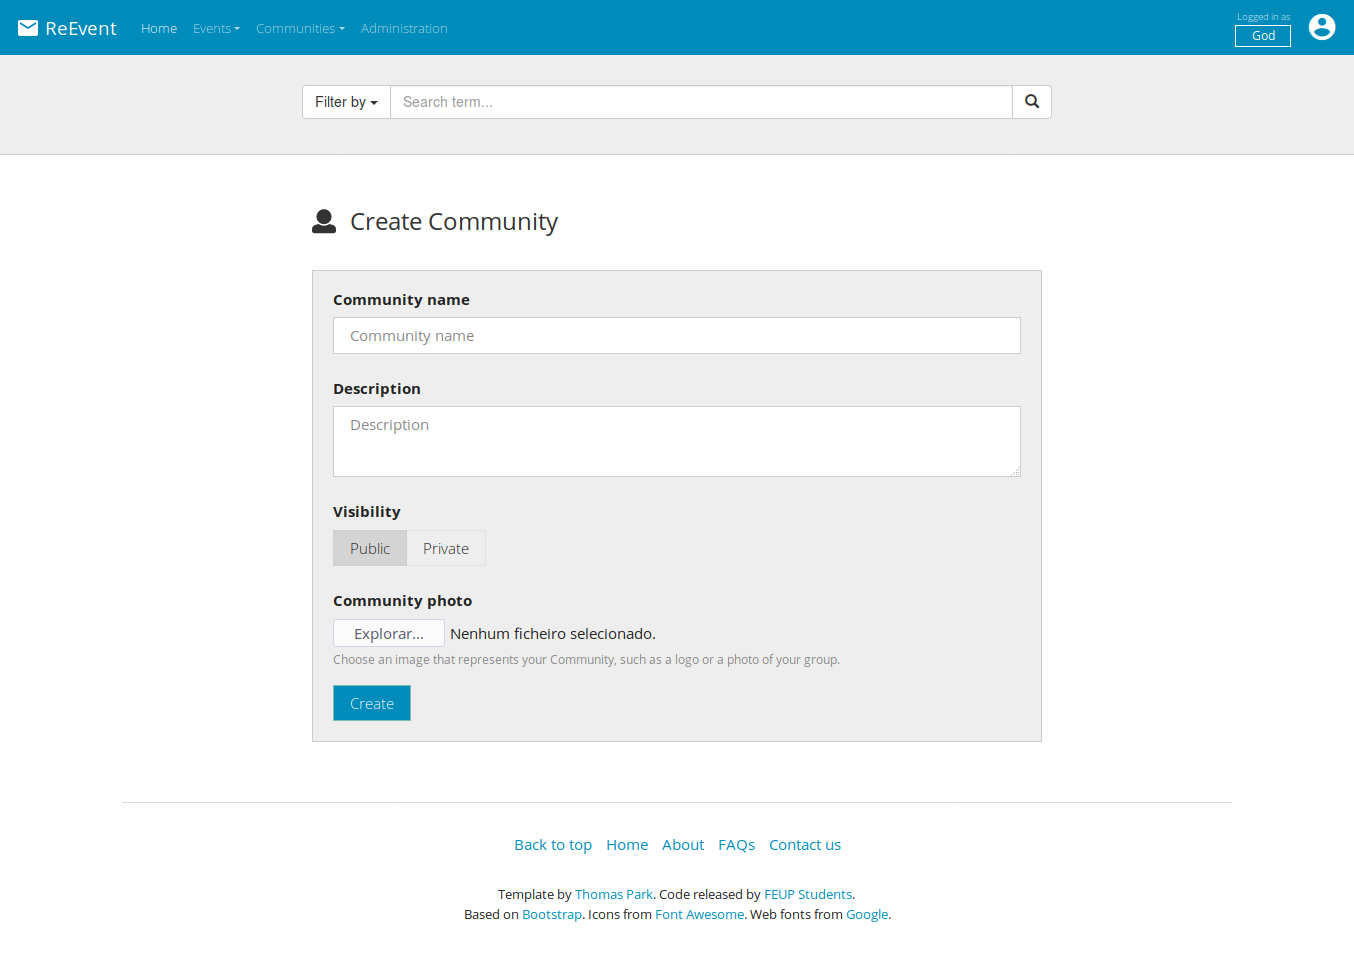 ReEvent Home Events Communities Administration
Logged in as
God
Filter by Search term...
Create Community
Community name
Community name
Description
Description
Visibility
Public Private
Community photo
Explorar... Nenhum ficheiro selecionado.
Choose an image that represents your Community, such as a logo or a photo of your group.
Create
Back to top Home About FAQs Contact us
Template by Thomas Park. Code released by FEUP Students.
Based on Bootstrap. Icons from Font Awesome. Web fonts from Google.